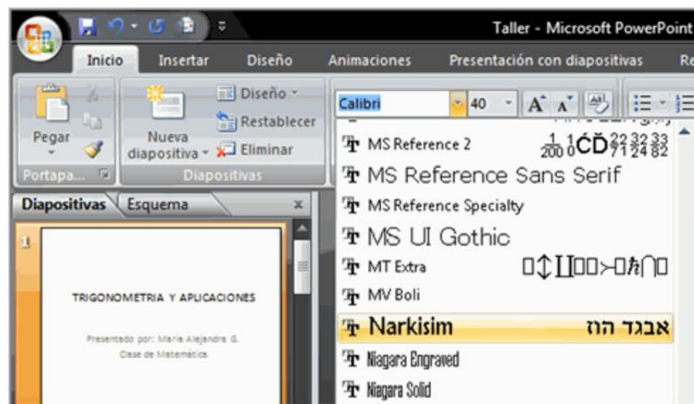 Taller - Microsoft PowerPoint
Inicio Insertar Diseño Animaciones Presentación con diapositivas Re
Pegar
Portapa...
Nueva diapositiva
Diseño
Restablecer
Eliminar
Diapositivas
Calibri 40
Diapositivas Esquema
1
TRIGONOMETRIA Y APLICACIONES
Presentado por: María Alejandra G.
Clase de Matemática
MS Reference 2
MS Reference Sans Serif
MS Reference Specialty
MS UI Gothic
MT Extra
MV Boli
Narkisim אבגד הוז
Niagara Engraved
Niagara Solid